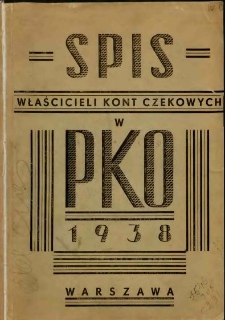 SPIS
WŁAŚCICIELI KONT CZEKOWYCH
W
PKO
1938
WARSZAWA